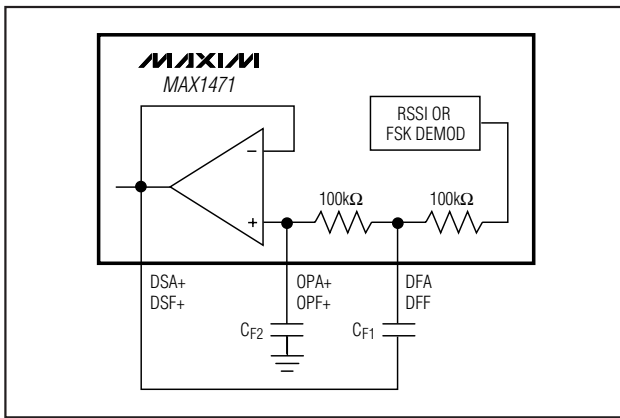 MAXIM
MAX1471
RSSI OR
FSK DEMOD
−
+
100kΩ
100kΩ
DSA+
DSF+
OPA+
OPF+
DFA
DFF
CF2
CF1